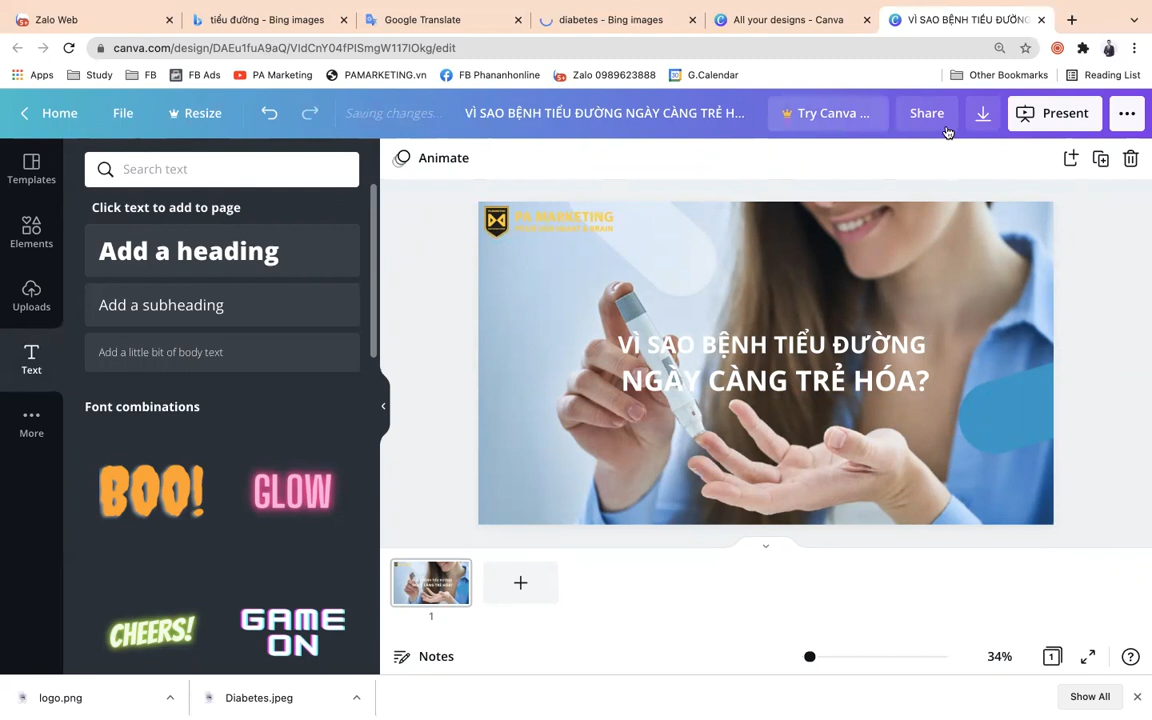 Zalo Web
tiểu đường - Bing images
Google Translate
diabetes - Bing images
All your designs - Canva
VÌ SAO BỆNH TIỂU ĐƯỜNG
canva.com/design/DAEu1fuA9aQ/VIdCnY04fPISmgW117IOkg/edit
Apps
Study
FB
FB Ads
PA Marketing
PAMARKETING.vn
FB Phananhonline
Zalo 0989623888
G.Calendar
Other Bookmarks
Reading List
Home
File
Resize
Saving changes...
VÌ SAO BỆNH TIỂU ĐƯỜNG NGÀY CÀNG TRẺ H...
Try Canva ...
Share
Present
Templates
Elements
Uploads
Text
More
Search text
Click text to add to page
Add a heading
Add a subheading
Add a little bit of body text
Font combinations
BOO!
GLOW
CHEERS!
GAME
ON
Animate
PA MARKETING
VÌ SAO BỆNH TIỂU ĐƯỜNG
NGÀY CÀNG TRẺ HÓA?
1
Notes
34%
1
logo.png
Diabetes.jpeg
Show All